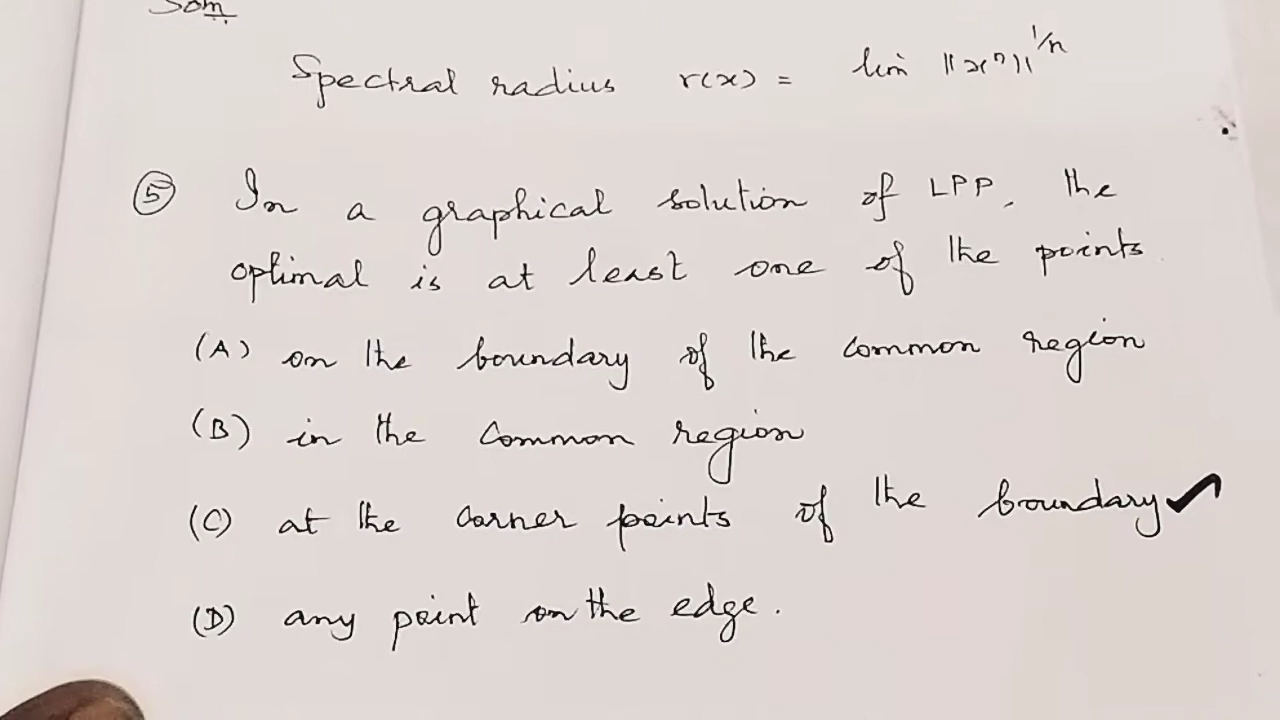 Soln
Spectral radius r(x) = lim ||xⁿ||^1/n
⑤ In a graphical solution of LPP, the
optimal is at least one of the points
(A) on the boundary of the common region
(B) in the common region
(C) at the corner points of the boundary ✓
(D) any point on the edge.